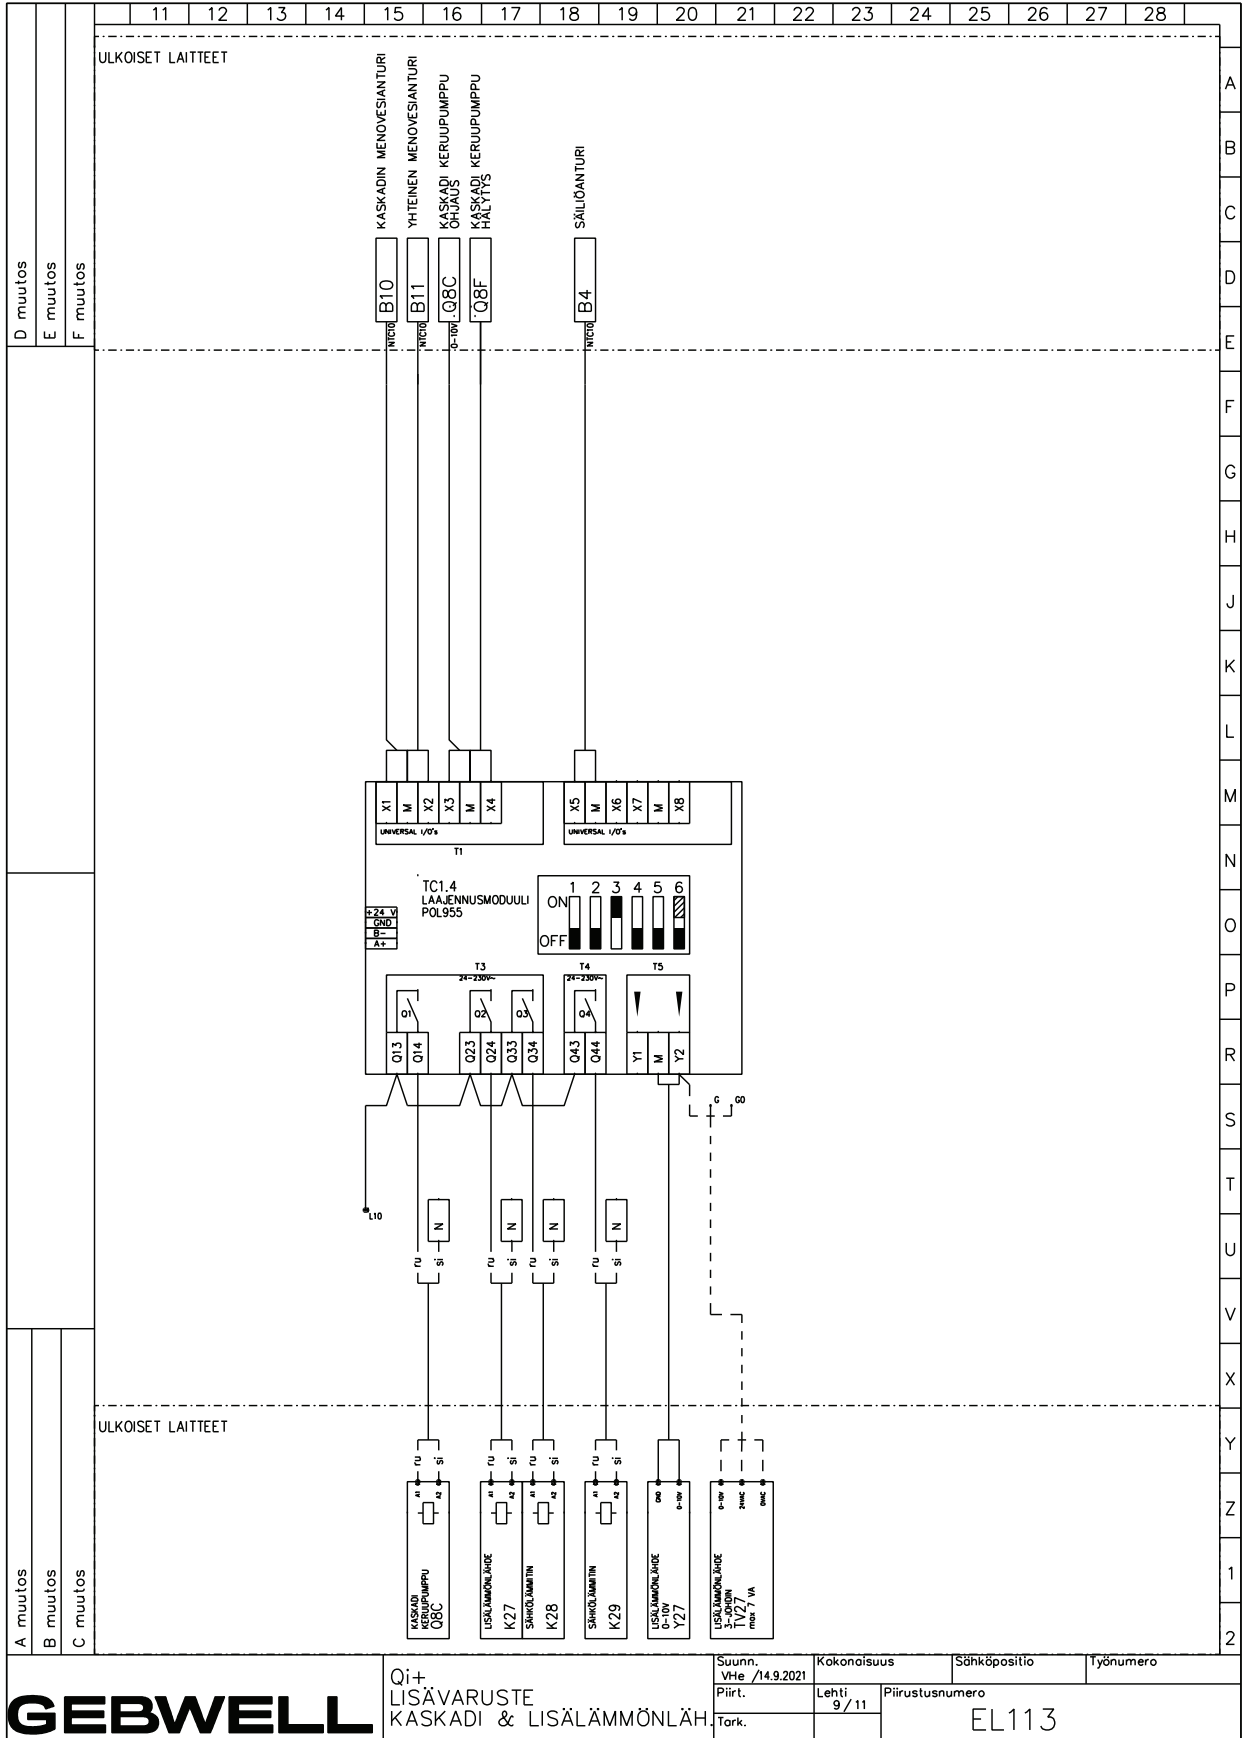 11 12 13 14 15 16 17 18 19 20 21 22 23 24 25 26 27 28
ULKOISET LAITTEET
KASKADIN MENOVESIANTURI
YHTEINEN MENOVESIANTURI
KASKADI KERUUPUMPPU
OHJAUS
KASKADI KERUUPUMPPU
HÄLYTYS
SÄILIÖANTURI
B10
B11
Q8C
Q8F
B4
NTC10
NTC10
0-10V
NTC10
D muutos
E muutos
F muutos
A
B
C
D
E
F
G
H
J
K
L
M
N
O
P
R
S
T
U
V
X
Y
Z
1
2
X1 M X2 X3 M X4
UNIVERSAL I/O's
T1
X5 M X6 X7 M X8
UNIVERSAL I/O's
TC1.4
LAAJENNUSMODUULI
POL955
+24 V
GND
B-
A+
1 2 3 4 5 6
ON
OFF
T3
24-230V~
T4
24-230V~
T5
Q1 Q2 Q3 Q4
Q13 Q14 Q23 Q24 Q33 Q34 Q43 Q44 Y1 M Y2
G G0
L10
N N N N
ru si ru si ru si ru si
ULKOISET LAITTEET
ru si ru si ru si ru si
A1 A2 A1 A2 A1 A2 A1 A2 GND 0-10V 0-10V 24VAC 0VAC
KASKADI
KERUUPUMPPU
Q8C
LISÄLÄMMÖNLÄHDE
K27
SÄHKÖLÄMMITIN
K28
SÄHKÖLÄMMITIN
K29
LISÄLÄMMÖNLÄHDE
0-10V
Y27
LISÄLÄMMÖNLÄHDE
3-JOHDIN
TV27
max 7 VA
A muutos
B muutos
C muutos
GEBWELL
Qi+
LISÄVARUSTE
KASKADI & LISÄLÄMMÖNLÄH.
Suunn.
VHe /14.9.2021
Kokonaisuus
Sähköpositio
Työnumero
Piirt.
Lehti
9/11
Piirustusnumero
EL113
Tark.